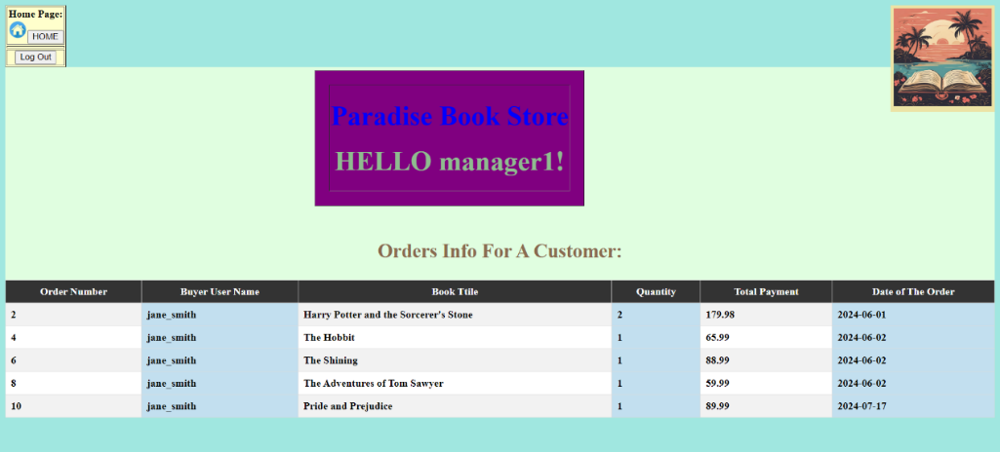 Home Page:
HOME
Log Out
Paradise Book Store
HELLO manager1!
Orders Info For A Customer:
Order Number Buyer User Name Book Ttile Quantity Total Payment Date of The Order
2 jane_smith Harry Potter and the Sorcerer's Stone 2 179.98 2024-06-01
4 jane_smith The Hobbit 1 65.99 2024-06-02
6 jane_smith The Shining 1 88.99 2024-06-02
8 jane_smith The Adventures of Tom Sawyer 1 59.99 2024-06-02
10 jane_smith Pride and Prejudice 1 89.99 2024-07-17